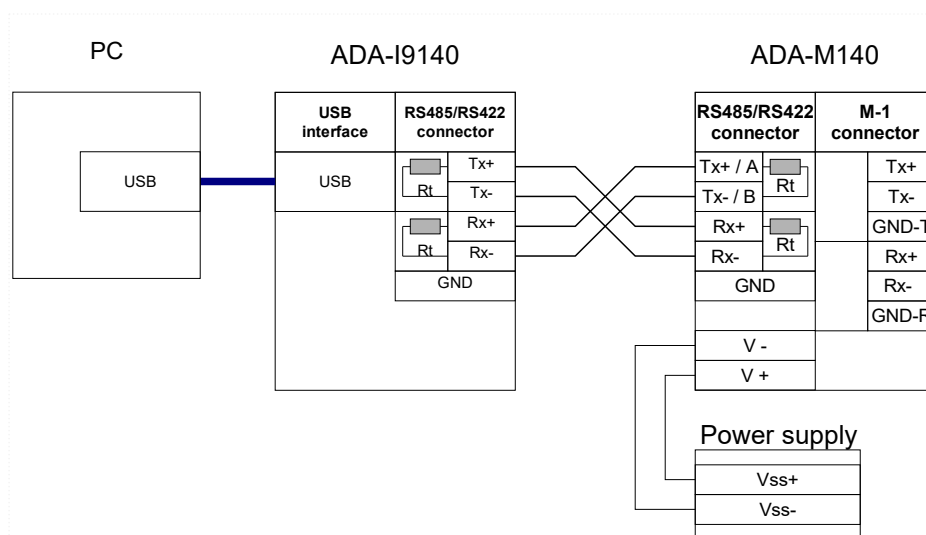 PC
ADA-I9140
ADA-M140
USB
interface
RS485/RS422
connector
RS485/RS422
connector
M-1
connector
USB
USB
Rt
Tx+
Tx-
Rt
Rx+
Rx-
GND
Tx+ / A
Tx- / B
Rt
Rx+
Rx-
Rt
GND
V -
V +
Tx+
Tx-
GND-T
Rx+
Rx-
GND-R
Power supply
Vss+
Vss-